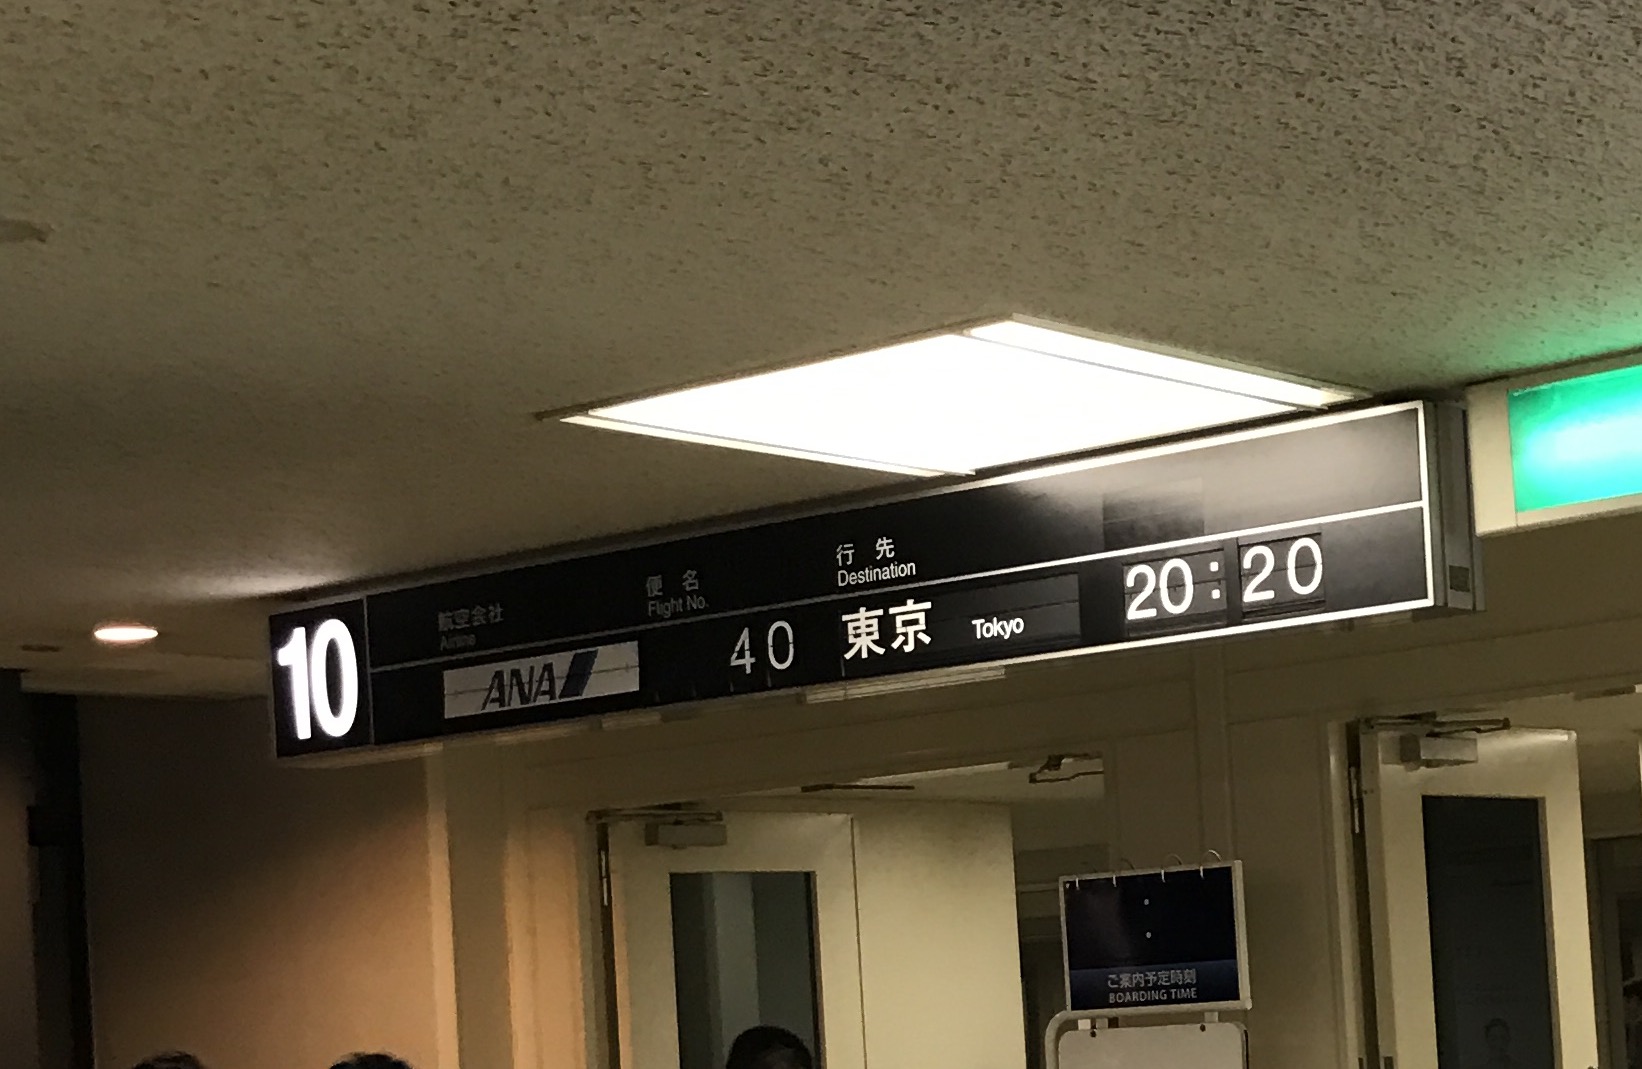 10
航空会社 便名 行先
Airline Flight No. Destination
ANA 40 東京 Tokyo 20:20
ご案内予定時刻
BOARDING TIME